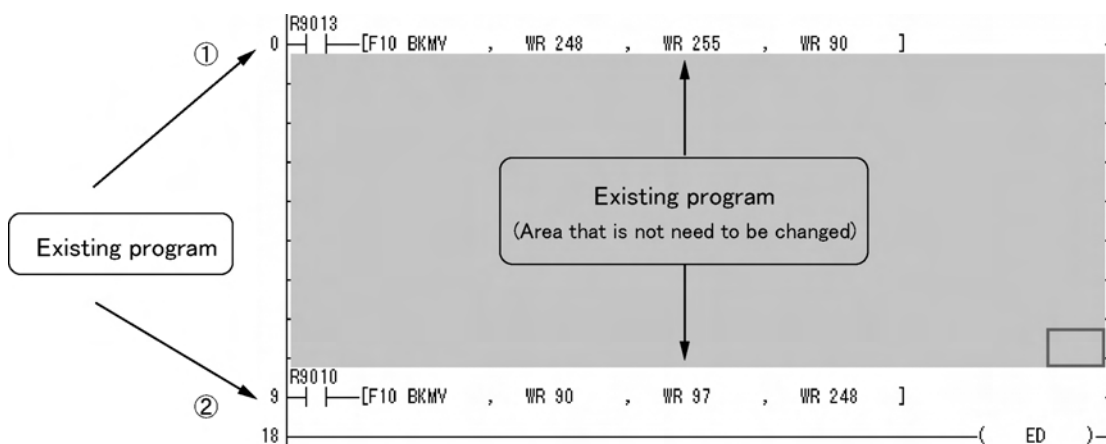 R9013
① 0 [F10 BKMV , WR 248 , WR 255 , WR 90 ]
Existing program
(Area that is not need to be changed)
Existing program
R9010
② 9 [F10 BKMV , WR 90 , WR 97 , WR 248 ]
18 ( ED )